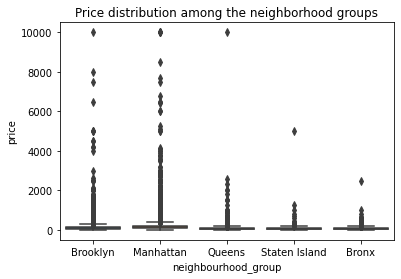 Price distribution among the neighborhood groups
10000
8000
6000
4000
2000
0
price
Brooklyn Manhattan Queens Staten Island Bronx
neighbourhood_group